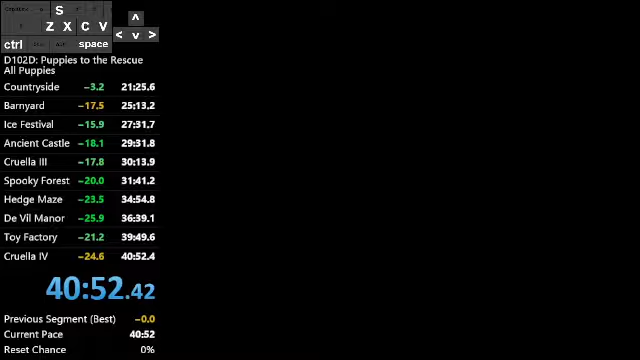 ^
S
Z X C V
< v >
ctrl space
D102D: Puppies to the Rescue
All Puppies
Countryside −3.2 21:25.6
Barnyard −17.5 25:13.2
Ice Festival −15.9 27:31.7
Ancient Castle −18.1 29:31.8
Cruella III −17.8 30:13.9
Spooky Forest −20.0 31:41.2
Hedge Maze −23.5 34:54.8
De Vil Manor −25.9 36:39.1
Toy Factory −21.2 39:49.6
Cruella IV −24.6 40:52.4
40:52.42
Previous Segment (Best) −0.0
Current Pace 40:52
Reset Chance 0%